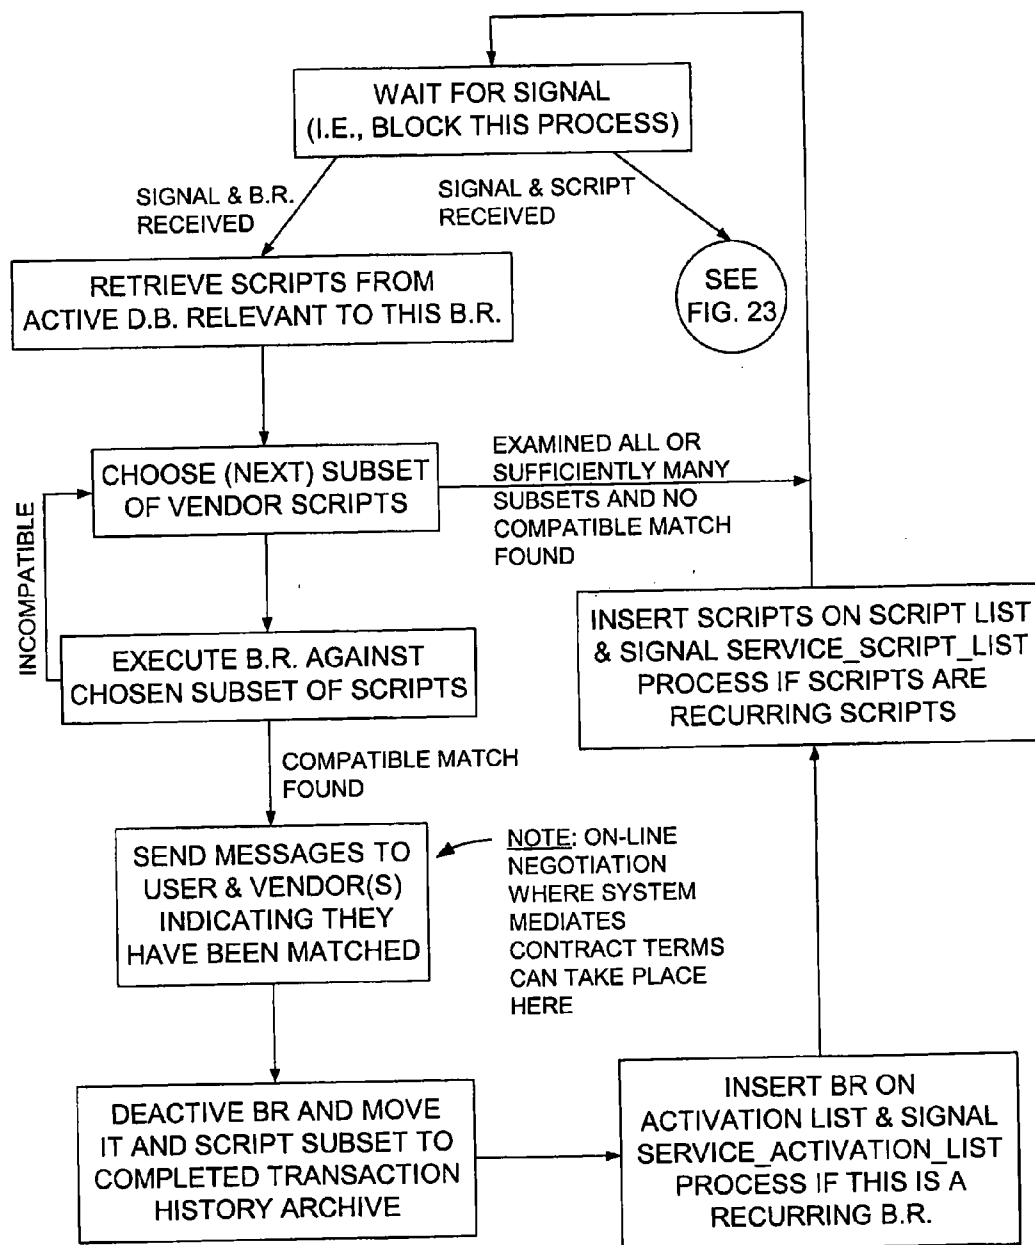 WAIT FOR SIGNAL
(I.E., BLOCK THIS PROCESS)
SIGNAL & B.R.
RECEIVED
SIGNAL & SCRIPT
RECEIVED
RETRIEVE SCRIPTS FROM
ACTIVE D.B. RELEVANT TO THIS B.R.
SEE
FIG. 23
CHOOSE (NEXT) SUBSET
OF VENDOR SCRIPTS
EXAMINED ALL OR
SUFFICIENTLY MANY
SUBSETS AND NO
COMPATIBLE MATCH
FOUND
INCOMPATIBLE
EXECUTE B.R. AGAINST
CHOSEN SUBSET OF SCRIPTS
INSERT SCRIPTS ON SCRIPT LIST
& SIGNAL SERVICE_SCRIPT_LIST
PROCESS IF SCRIPTS ARE
RECURRING SCRIPTS
COMPATIBLE MATCH
FOUND
SEND MESSAGES TO
USER & VENDOR(S)
INDICATING THEY
HAVE BEEN MATCHED
NOTE: ON-LINE
NEGOTIATION
WHERE SYSTEM
MEDIATES
CONTRACT TERMS
CAN TAKE PLACE
HERE
DEACTIVE BR AND MOVE
IT AND SCRIPT SUBSET TO
COMPLETED TRANSACTION
HISTORY ARCHIVE
INSERT BR ON
ACTIVATION LIST & SIGNAL
SERVICE_ACTIVATION_LIST
PROCESS IF THIS IS A
RECURRING B.R.